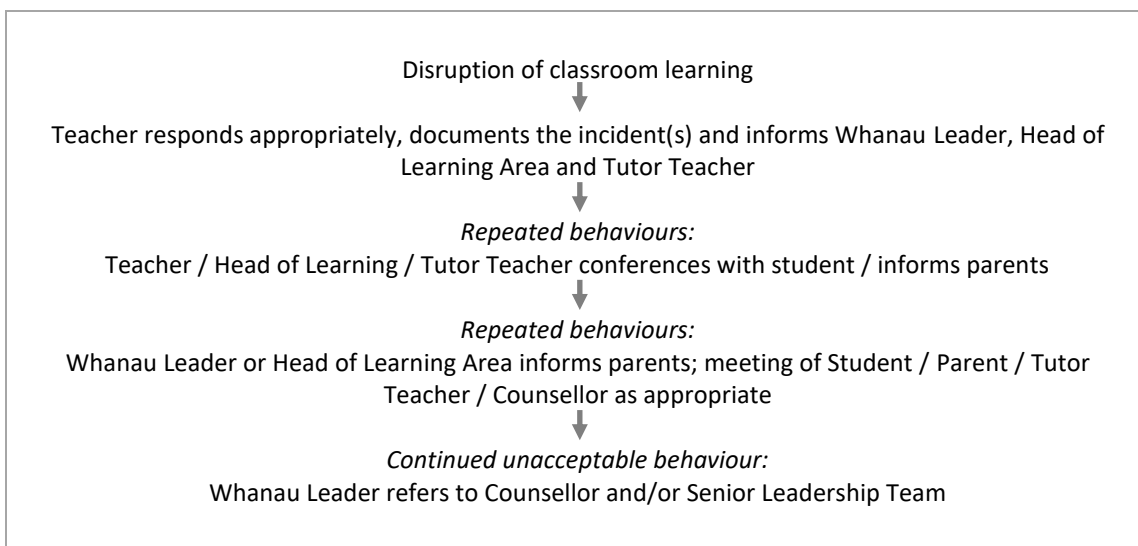 Disruption of classroom learning
Teacher responds appropriately, documents the incident(s) and informs Whanau Leader, Head of
Learning Area and Tutor Teacher
Repeated behaviours:
Teacher / Head of Learning / Tutor Teacher conferences with student / informs parents
Repeated behaviours:
Whanau Leader or Head of Learning Area informs parents; meeting of Student / Parent / Tutor
Teacher / Counsellor as appropriate
Continued unacceptable behaviour:
Whanau Leader refers to Counsellor and/or Senior Leadership Team